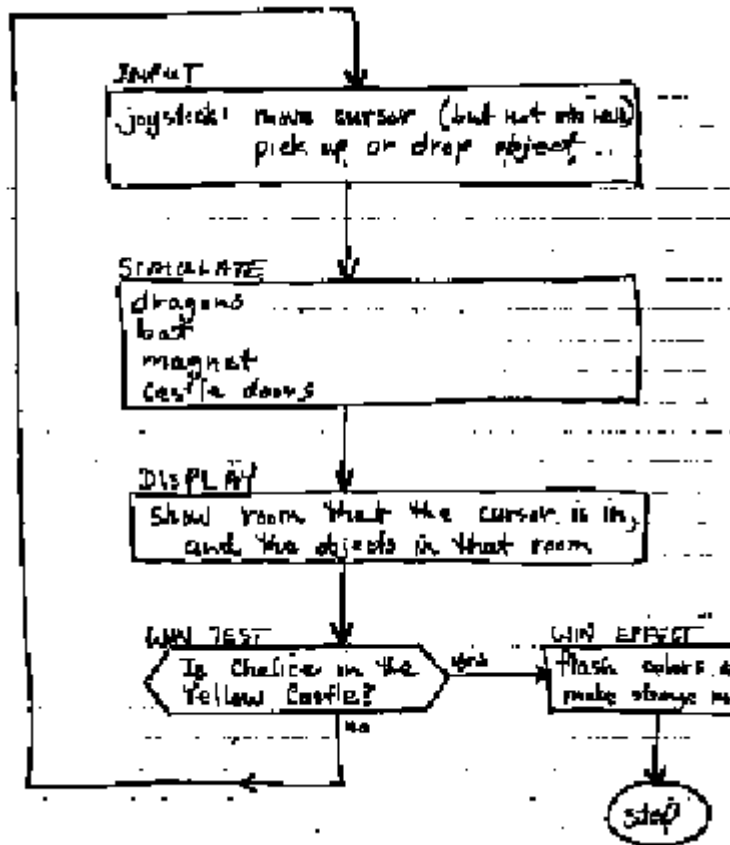 INPUT
joystick: move cursor (but not thru walls)
pick up or drop object
SIMULATE
dragons
bat
magnet
castle doors
DISPLAY
Show room that the cursor is in,
and the objects in that room
WIN TEST
Is Chalice in the
Yellow Castle?
yes
no
WIN EFFECT
flash colors
make strange
stop